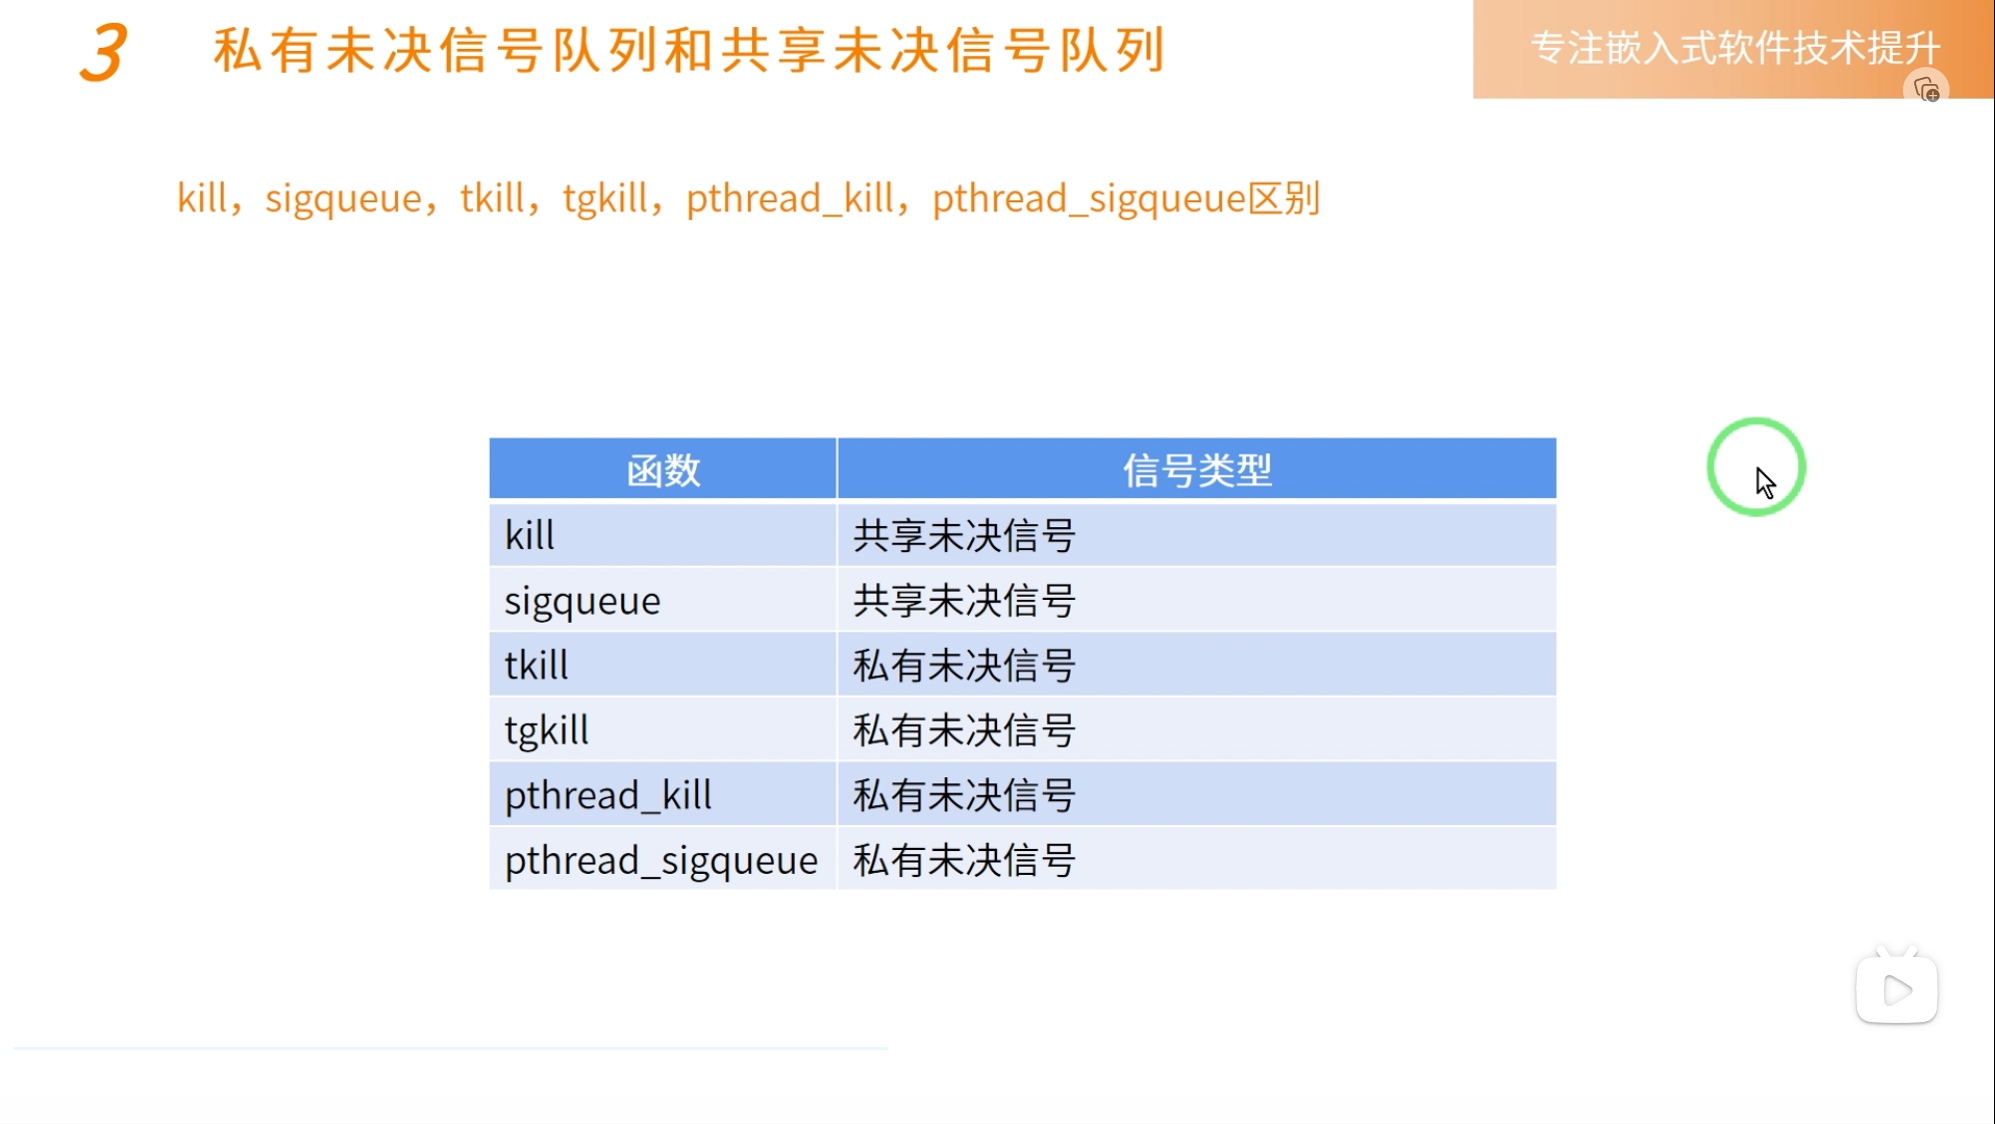 3 私有未决信号队列和共享未决信号队列
专注嵌入式软件技术提升
kill，sigqueue，tkill，tgkill，pthread_kill，pthread_sigqueue区别
函数 信号类型
kill 共享未决信号
sigqueue 共享未决信号
tkill 私有未决信号
tgkill 私有未决信号
pthread_kill 私有未决信号
pthread_sigqueue 私有未决信号